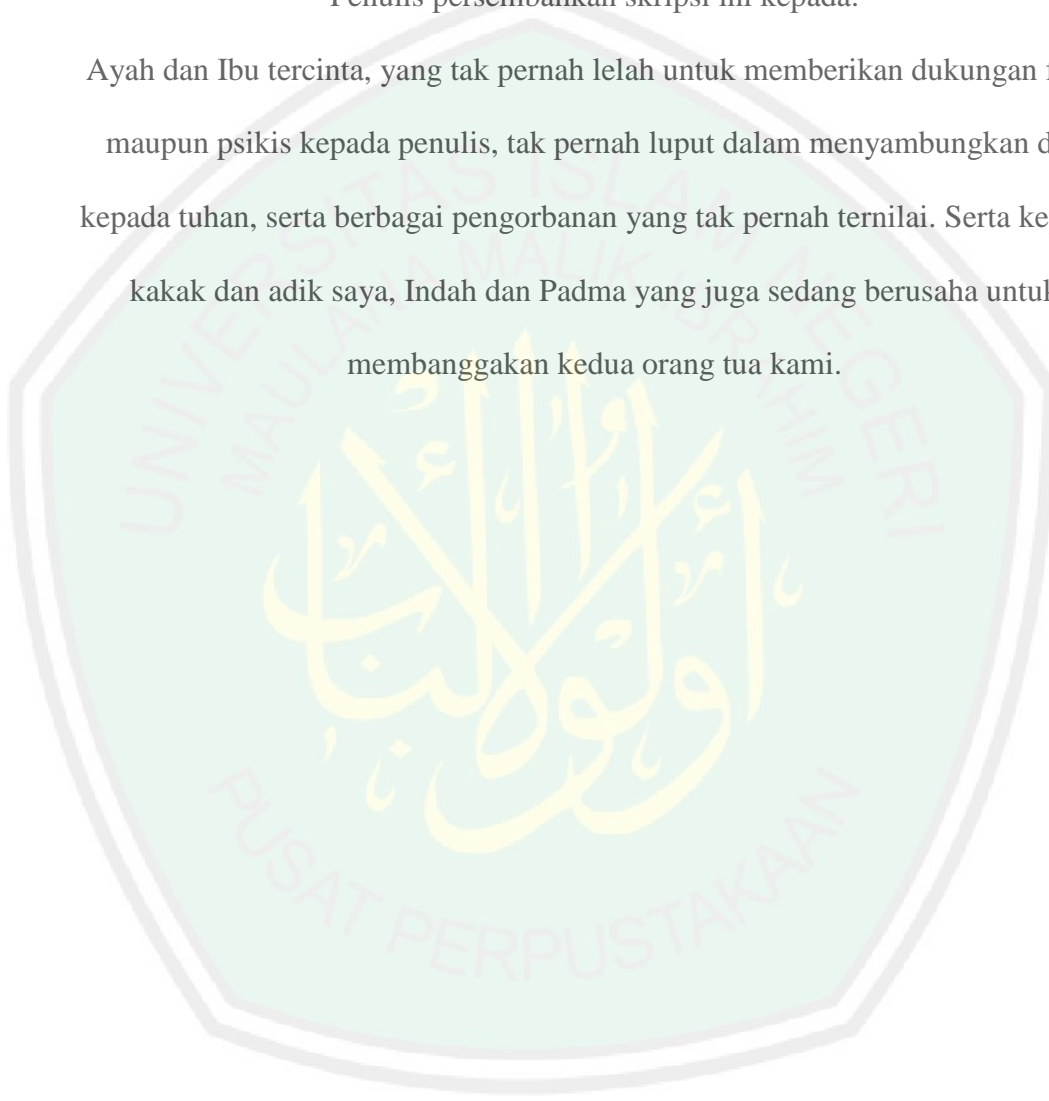 Penulis persembahkan skripsi ini kepada:
Ayah dan Ibu tercinta, yang tak pernah lelah untuk memberikan dukungan
maupun psikis kepada penulis, tak pernah luput dalam menyambungkan
kepada tuhan, serta berbagai pengorbanan yang tak pernah ternilai. Serta
kakak dan adik saya, Indah dan Padma yang juga sedang berusaha untuk
membanggakan kedua orang tua kami.
UNIVERSITAS ISLAM NEGERI
MAULANA MALIK IBRAHIM
أولوا الألباب
PUSAT PERPUSTAKAAN